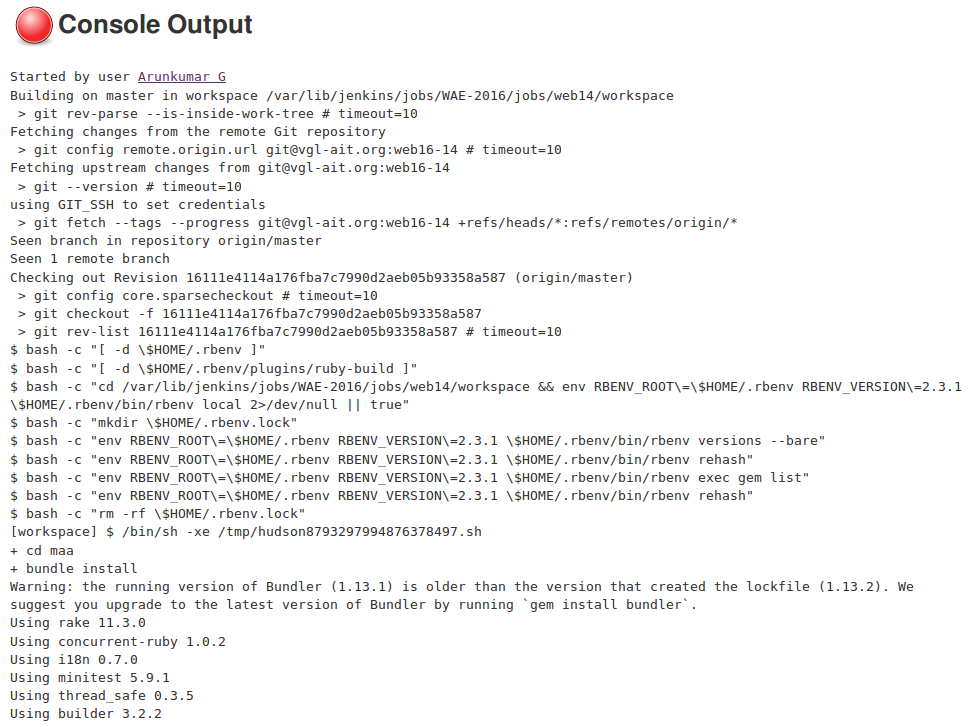 Console Output
Started by user Arunkumar G
Building on master in workspace /var/lib/jenkins/jobs/WAE-2016/jobs/web14/workspace
 > git rev-parse --is-inside-work-tree # timeout=10
Fetching changes from the remote Git repository
 > git config remote.origin.url git@vgl-ait.org:web16-14 # timeout=10
Fetching upstream changes from git@vgl-ait.org:web16-14
 > git --version # timeout=10
using GIT_SSH to set credentials
 > git fetch --tags --progress git@vgl-ait.org:web16-14 +refs/heads/*:refs/remotes/origin/*
Seen branch in repository origin/master
Seen 1 remote branch
Checking out Revision 16111e4114a176fba7c7990d2aeb05b93358a587 (origin/master)
 > git config core.sparsecheckout # timeout=10
 > git checkout -f 16111e4114a176fba7c7990d2aeb05b93358a587
 > git rev-list 16111e4114a176fba7c7990d2aeb05b93358a587 # timeout=10
$ bash -c "[ -d \$HOME/.rbenv ]"
$ bash -c "[ -d \$HOME/.rbenv/plugins/ruby-build ]"
$ bash -c "cd /var/lib/jenkins/jobs/WAE-2016/jobs/web14/workspace && env RBENV_ROOT\=\$HOME/.rbenv RBENV_VERSION\=2.3.1
\$HOME/.rbenv/bin/rbenv local 2>/dev/null || true"
$ bash -c "mkdir \$HOME/.rbenv.lock"
$ bash -c "env RBENV_ROOT\=\$HOME/.rbenv RBENV_VERSION\=2.3.1 \$HOME/.rbenv/bin/rbenv versions --bare"
$ bash -c "env RBENV_ROOT\=\$HOME/.rbenv RBENV_VERSION\=2.3.1 \$HOME/.rbenv/bin/rbenv rehash"
$ bash -c "env RBENV_ROOT\=\$HOME/.rbenv RBENV_VERSION\=2.3.1 \$HOME/.rbenv/bin/rbenv exec gem list"
$ bash -c "env RBENV_ROOT\=\$HOME/.rbenv RBENV_VERSION\=2.3.1 \$HOME/.rbenv/bin/rbenv rehash"
$ bash -c "rm -rf \$HOME/.rbenv.lock"
[workspace] $ /bin/sh -xe /tmp/hudson8793297994876378497.sh
+ cd maa
+ bundle install
Warning: the running version of Bundler (1.13.1) is older than the version that created the lockfile (1.13.2). We
suggest you upgrade to the latest version of Bundler by running `gem install bundler`.
Using rake 11.3.0
Using concurrent-ruby 1.0.2
Using i18n 0.7.0
Using minitest 5.9.1
Using thread_safe 0.3.5
Using builder 3.2.2